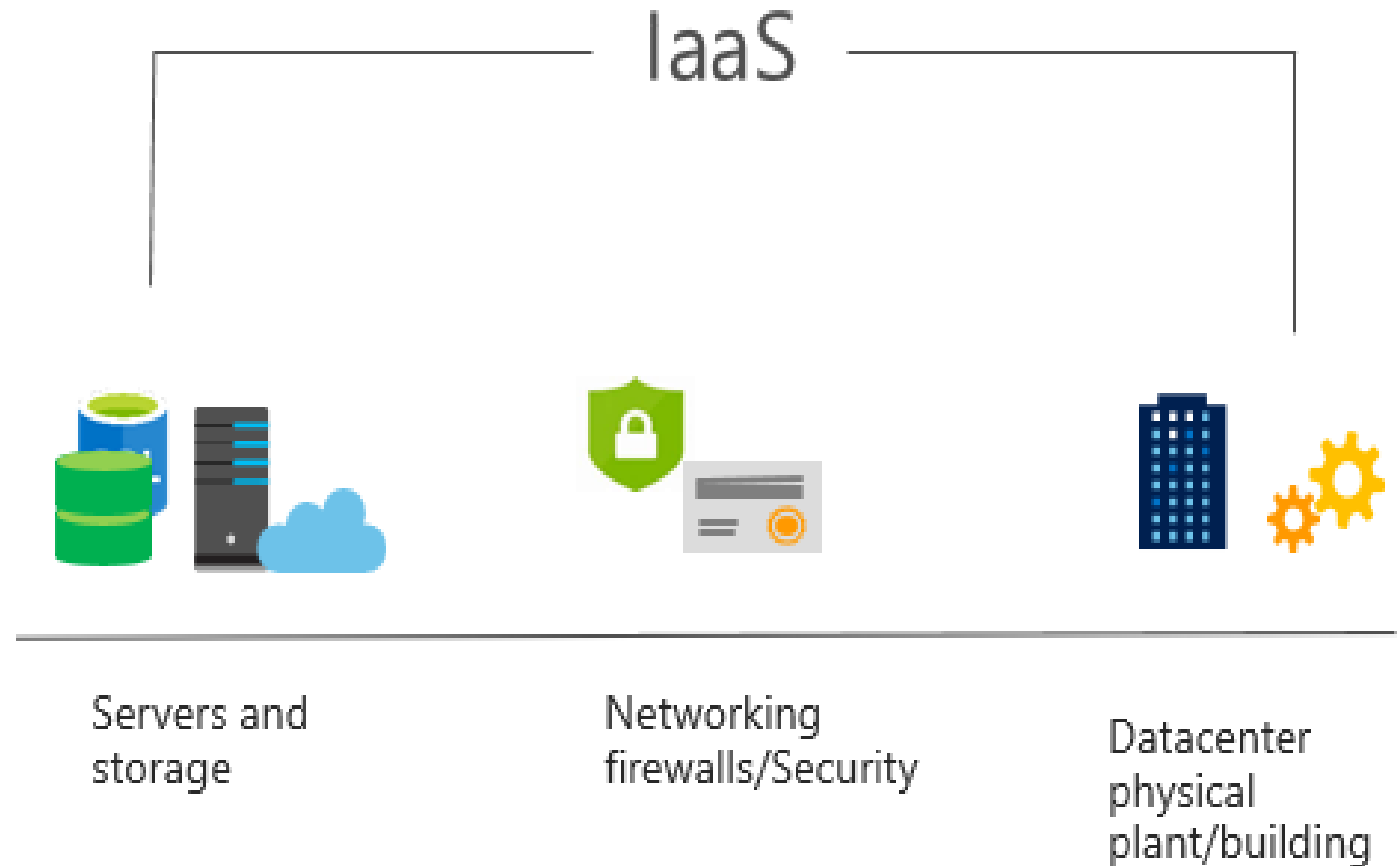 IaaS
Servers and
storage
Networking
firewalls/Security
Datacenter
physical
plant/building